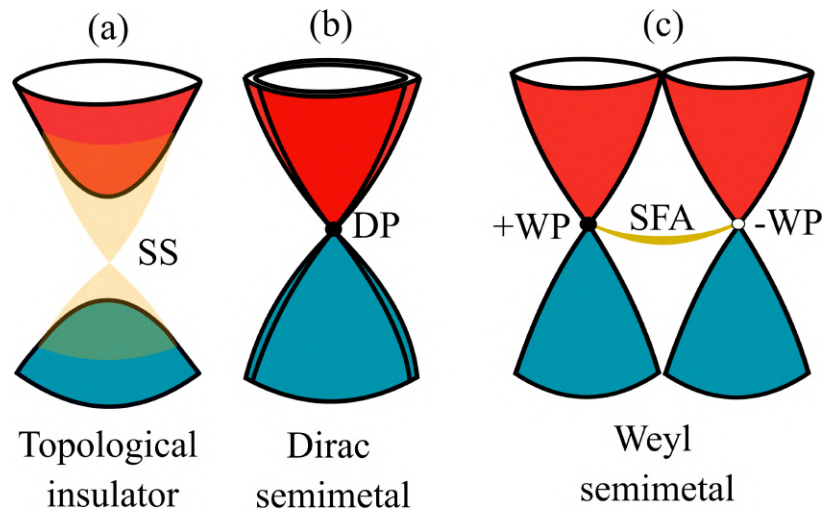 (a)
(b)
(c)
SS
DP
+WP
SFA
-WP
Topological
insulator
Dirac
semimetal
Weyl
semimetal